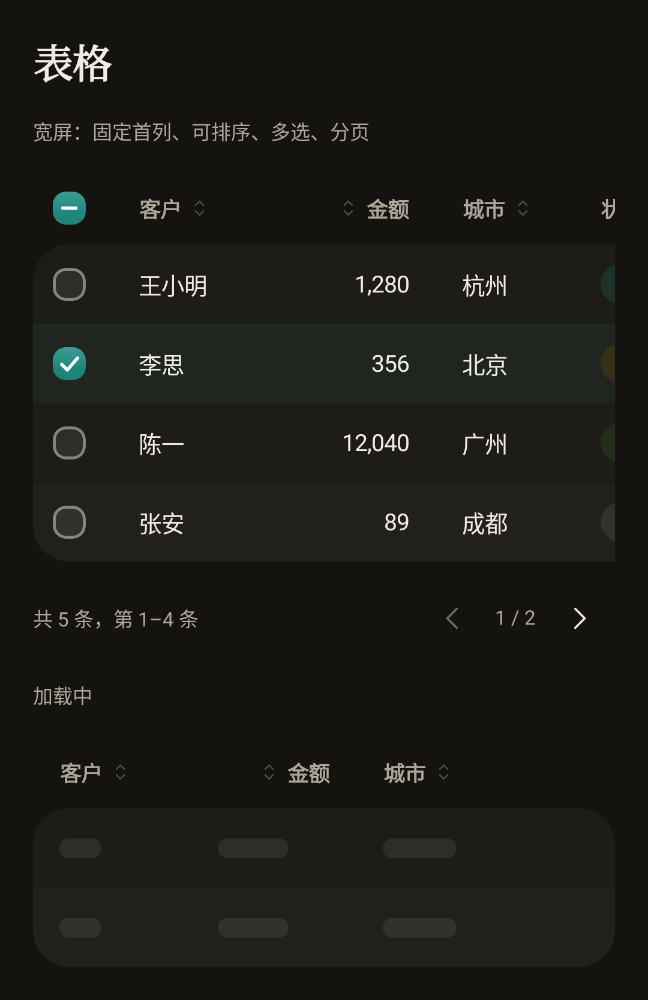 表格
宽屏：固定首列、可排序、多选、分页
客户 金额 城市
王小明 1,280 杭州
李思 356 北京
陈一 12,040 广州
张安 89 成都
共 5 条，第 1–4 条 1 / 2
加载中
客户 金额 城市